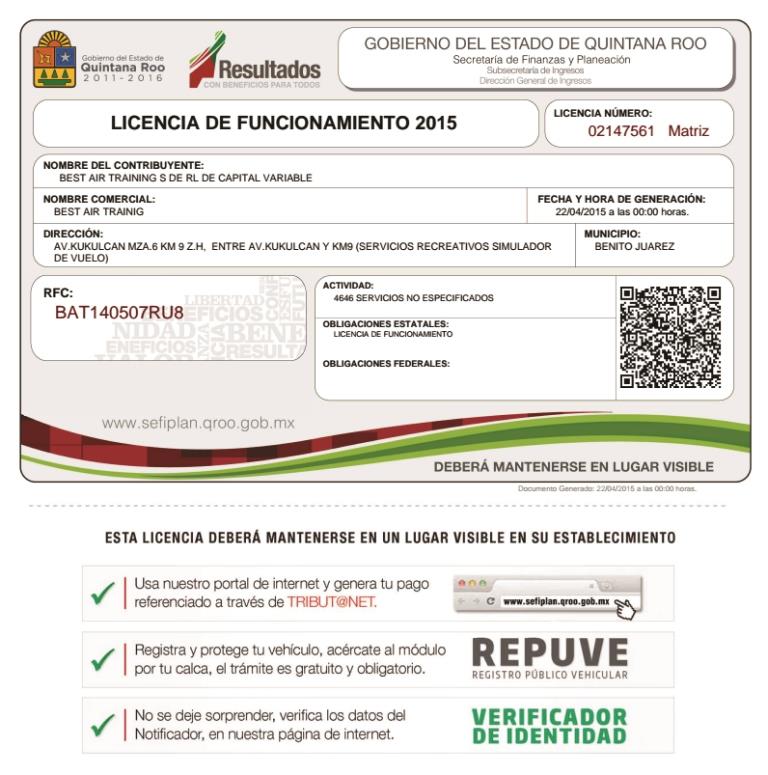 Gobierno del Estado de
Quintana Roo
2011-2016
Resultados
CON BENEFICIOS PARA TODOS
GOBIERNO DEL ESTADO DE QUINTANA ROO
Secretaría de Finanzas y Planeación
Subsecretaría de Ingresos
Dirección General de Ingresos
LICENCIA DE FUNCIONAMIENTO 2015
LICENCIA NÚMERO:
02147561 Matriz
NOMBRE DEL CONTRIBUYENTE:
BEST AIR TRAINING S DE RL DE CAPITAL VARIABLE
NOMBRE COMERCIAL:
BEST AIR TRAINIG
FECHA Y HORA DE GENERACIÓN:
22/04/2015 a las 00:00 horas.
DIRECCIÓN:
AV.KUKULCAN MZA.6 KM 9 Z.H, ENTRE AV.KUKULCAN Y KM9 (SERVICIOS RECREATIVOS SIMULADOR
DE VUELO)
MUNICIPIO:
BENITO JUAREZ
RFC:
BAT140507RU8
LIBERTAD
EFICIOS
NIDAD
BENE
ENEFICIOS
RESULT
ACTIVIDAD:
4646 SERVICIOS NO ESPECIFICADOS
OBLIGACIONES ESTATALES:
LICENCIA DE FUNCIONAMIENTO
OBLIGACIONES FEDERALES:
www.sefiplan.qroo.gob.mx
DEBERÁ MANTENERSE EN LUGAR VISIBLE
Documento Generado: 22/04/2015 a las 00:00 horas.
ESTA LICENCIA DEBERÁ MANTENERSE EN UN LUGAR VISIBLE EN SU ESTABLECIMIENTO
Usa nuestro portal de internet y genera tu pago
referenciado a través de TRIBUT@NET.
www.sefiplan.qroo.gob.mx
Registra y protege tu vehículo, acércate al módulo
por tu calca, el trámite es gratuito y obligatorio.
REPUVE
REGISTRO PÚBLICO VEHICULAR
No se deje sorprender, verifica los datos del
Notificador, en nuestra página de internet.
VERIFICADOR
DE IDENTIDAD